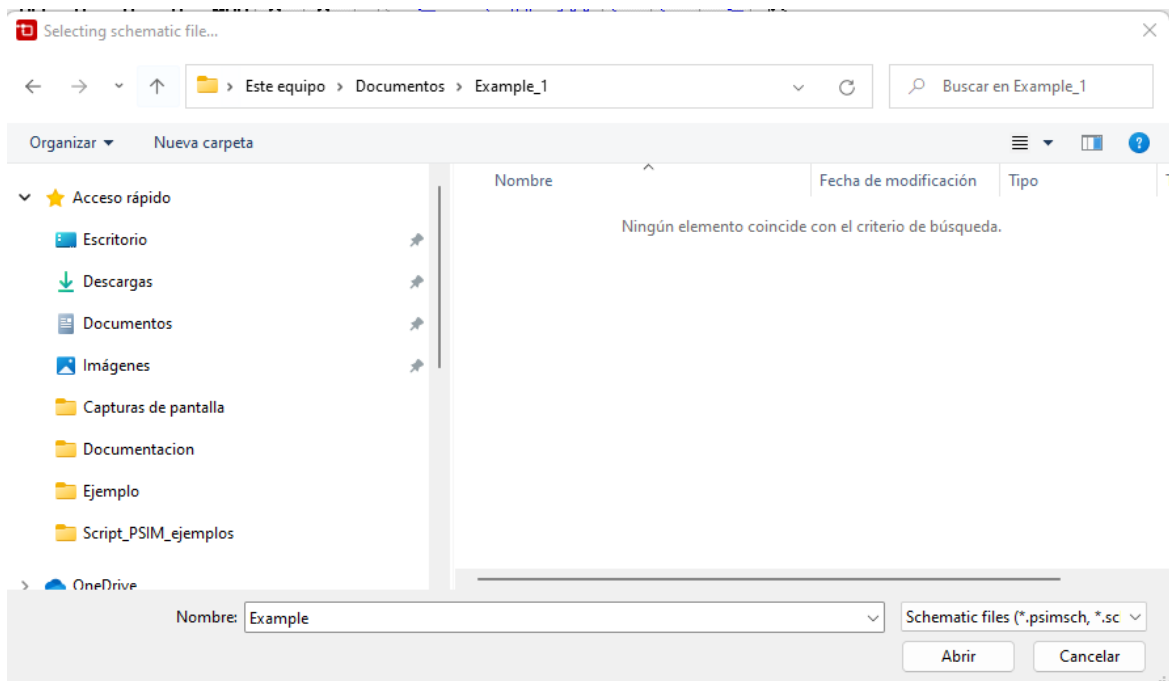 Selecting schematic file...
Este equipo > Documentos > Example_1
Buscar en Example_1
Organizar
Nueva carpeta
Nombre
Fecha de modificación
Tipo
Acceso rápido
Ningún elemento coincide con el criterio de búsqueda.
Escritorio
Descargas
Documentos
Imágenes
Capturas de pantalla
Documentacion
Ejemplo
Script_PSIM_ejemplos
OneDrive
Nombre:
Example
Schematic files (*.psimsch, *.sc
Abrir
Cancelar